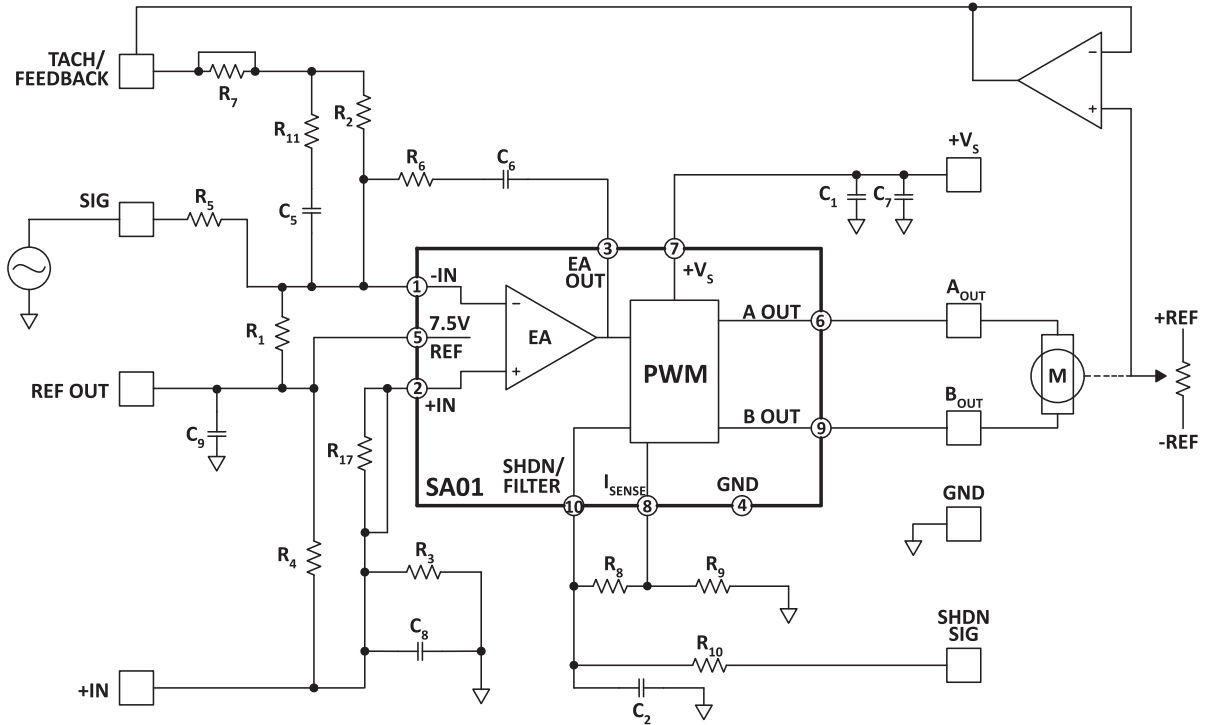 TACH/
FEEDBACK
R7
R11
R2
R6
C6
C5
SIG
R5
+VS
C1
C7
−
+
3
7
EA
OUT
+VS
1
-IN
−
5
7.5V
REF
EA
+
2
+IN
R1
REF OUT
C9
R17
PWM
A OUT
6
AOUT
M
+REF
-REF
B OUT
9
BOUT
SA01
SHDN/
FILTER
ISENSE
GND
10
8
4
GND
R4
R3
C8
R8
R9
R10
SHDN
SIG
C2
+IN